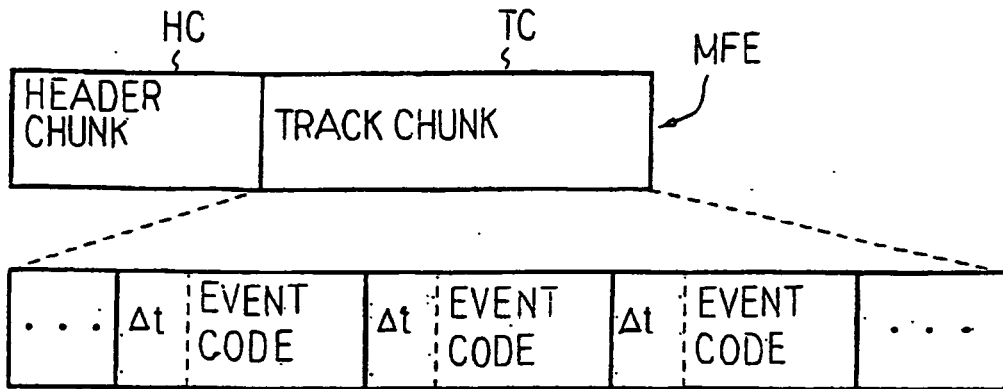 HC
TC
MFE
HEADER
CHUNK
TRACK CHUNK
... Δt EVENT CODE Δt EVENT CODE Δt EVENT CODE ...